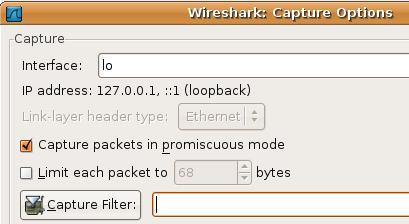 Wireshark: Capture Options
Capture
Interface: lo
IP address: 127.0.0.1, ::1 (loopback)
Link-layer header type: Ethernet
Capture packets in promiscuous mode
Limit each packet to 68 bytes
Capture Filter: